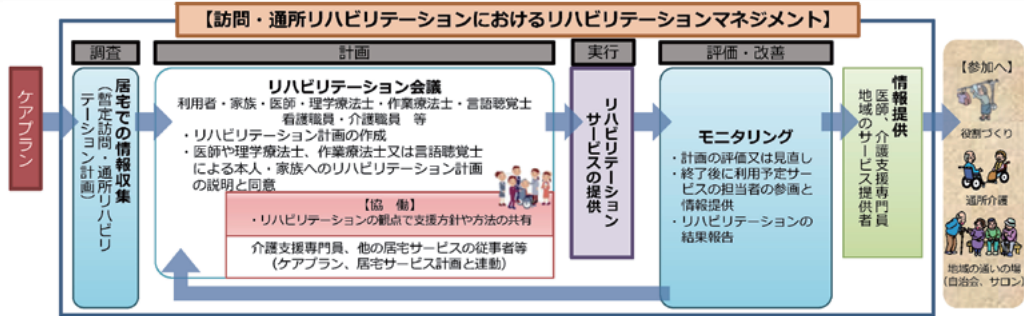 【訪問・通所リハビリテーションにおけるリハビリテーションマネジメント】
ケアプラン
調査
居宅での情報収集
（暫定訪問・通所リハビリ
テーション計画）
計画
リハビリテーション会議
利用者・家族・医師・理学療法士・作業療法士・言語聴覚士
看護職員・介護職員　等
・リハビリテーション計画の作成
・医師や理学療法士、作業療法士又は言語聴覚士
による本人・家族へのリハビリテーション計画
の説明と同意
【協　働】
・リハビリテーションの観点で支援方針や方法の共有
介護支援専門員、他の居宅サービスの従事者等
（ケアプラン、居宅サービス計画と連動）
実行
リハビリテーション
サービスの提供
評価・改善
モニタリング
・計画の評価又は見直し
・終了後に利用予定サー
ビスの担当者の参画と
情報提供
・リハビリテーションの
結果報告
情報提供
医師、介護支援専門員
地域のサービス提供者
【参加へ】
役割づくり
通所介護
地域の通いの場
（自治会、サロン）